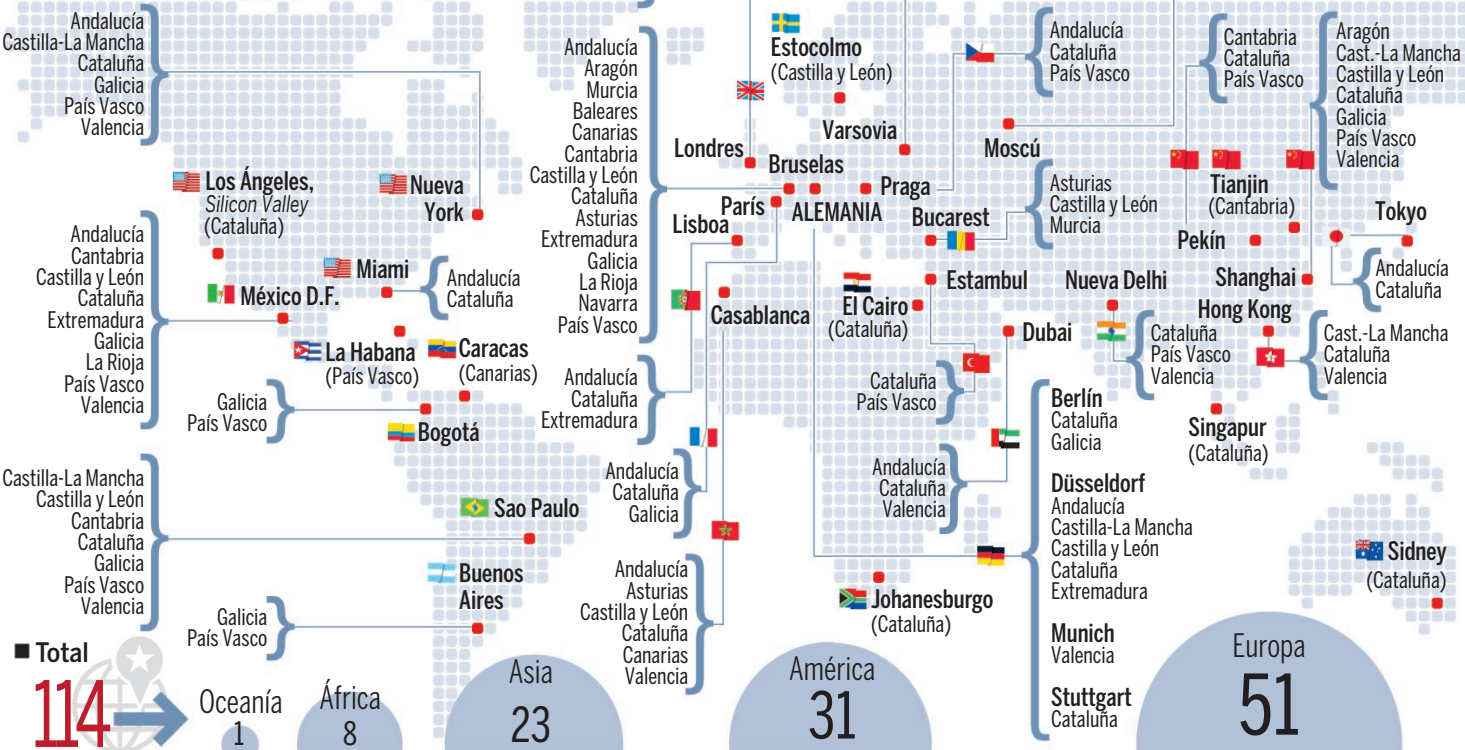 Andalucía
Castilla-La Mancha
Cataluña
Galicia
País Vasco
Valencia
Los Ángeles,
Silicon Valley
(Cataluña)
Nueva
York
Andalucía
Cantabria
Castilla y León
Cataluña
Extremadura
Galicia
La Rioja
País Vasco
Valencia
México D.F.
Miami
Andalucía
Cataluña
La Habana
(País Vasco)
Caracas
(Canarias)
Galicia
País Vasco
Bogotá
Castilla-La Mancha
Castilla y León
Cantabria
Cataluña
Galicia
País Vasco
Valencia
Sao Paulo
Buenos
Aires
Galicia
País Vasco
Andalucía
Aragón
Murcia
Baleares
Canarias
Cantabria
Castilla y León
Cataluña
Asturias
Extremadura
Galicia
La Rioja
Navarra
País Vasco
Estocolmo
(Castilla y León)
Londres
Varsovia
Bruselas
París
ALEMANIA
Praga
Andalucía
Cataluña
País Vasco
Moscú
Lisboa
Andalucía
Cataluña
Extremadura
Andalucía
Cataluña
Galicia
Casablanca
Andalucía
Asturias
Castilla y León
Cataluña
Canarias
Valencia
Bucarest
Asturias
Castilla y León
Murcia
El Cairo
(Cataluña)
Estambul
Cataluña
País Vasco
Dubai
Andalucía
Cataluña
Valencia
Johanesburgo
(Cataluña)
Berlín
Cataluña
Galicia
Düsseldorf
Andalucía
Castilla-La Mancha
Castilla y León
Cataluña
Extremadura
Munich
Valencia
Stuttgart
Cataluña
Cantabria
Cataluña
País Vasco
Aragón
Cast.-La Mancha
Castilla y León
Cataluña
Galicia
País Vasco
Valencia
Tianjin
(Cantabria)
Pekín
Shanghai
Tokyo
Andalucía
Cataluña
Nueva Delhi
Cataluña
País Vasco
Valencia
Hong Kong
Cast.-La Mancha
Cataluña
Valencia
Singapur
(Cataluña)
Sidney
(Cataluña)
Total
114
Oceanía
1
África
8
Asia
23
América
31
Europa
51